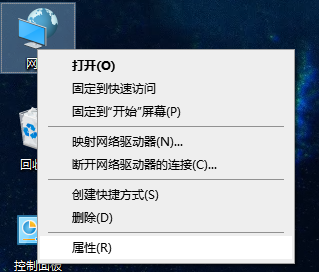 网
打开(O)
固定到快速访问
固定到“开始”屏幕(P)
映射网络驱动器(N)...
断开网络驱动器的连接(C)...
回收
创建快捷方式(S)
删除(D)
属性(R)
控制面板